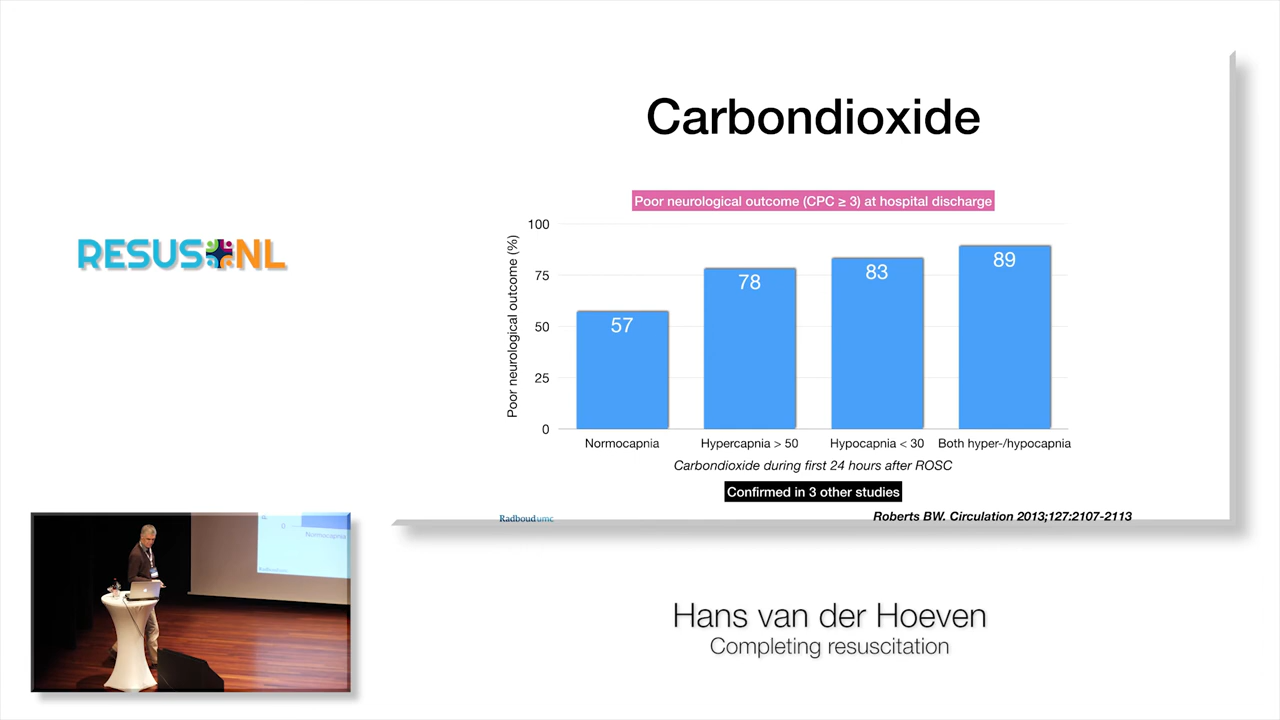 Carbondioxide
Poor neurological outcome (CPC ≥ 3) at hospital discharge
Poor neurological outcome (%)
100
75
50
25
0
57
78
83
89
Normocapnia
Hypercapnia > 50
Hypocapnia < 30
Both hyper-/hypocapnia
Carbondioxide during first 24 hours after ROSC
Confirmed in 3 other studies
Radboudumc
Roberts BW. Circulation 2013;127:2107-2113
RESUS NL
0
Normocapnia
Radboudumc
Hans van der Hoeven
Completing resuscitation